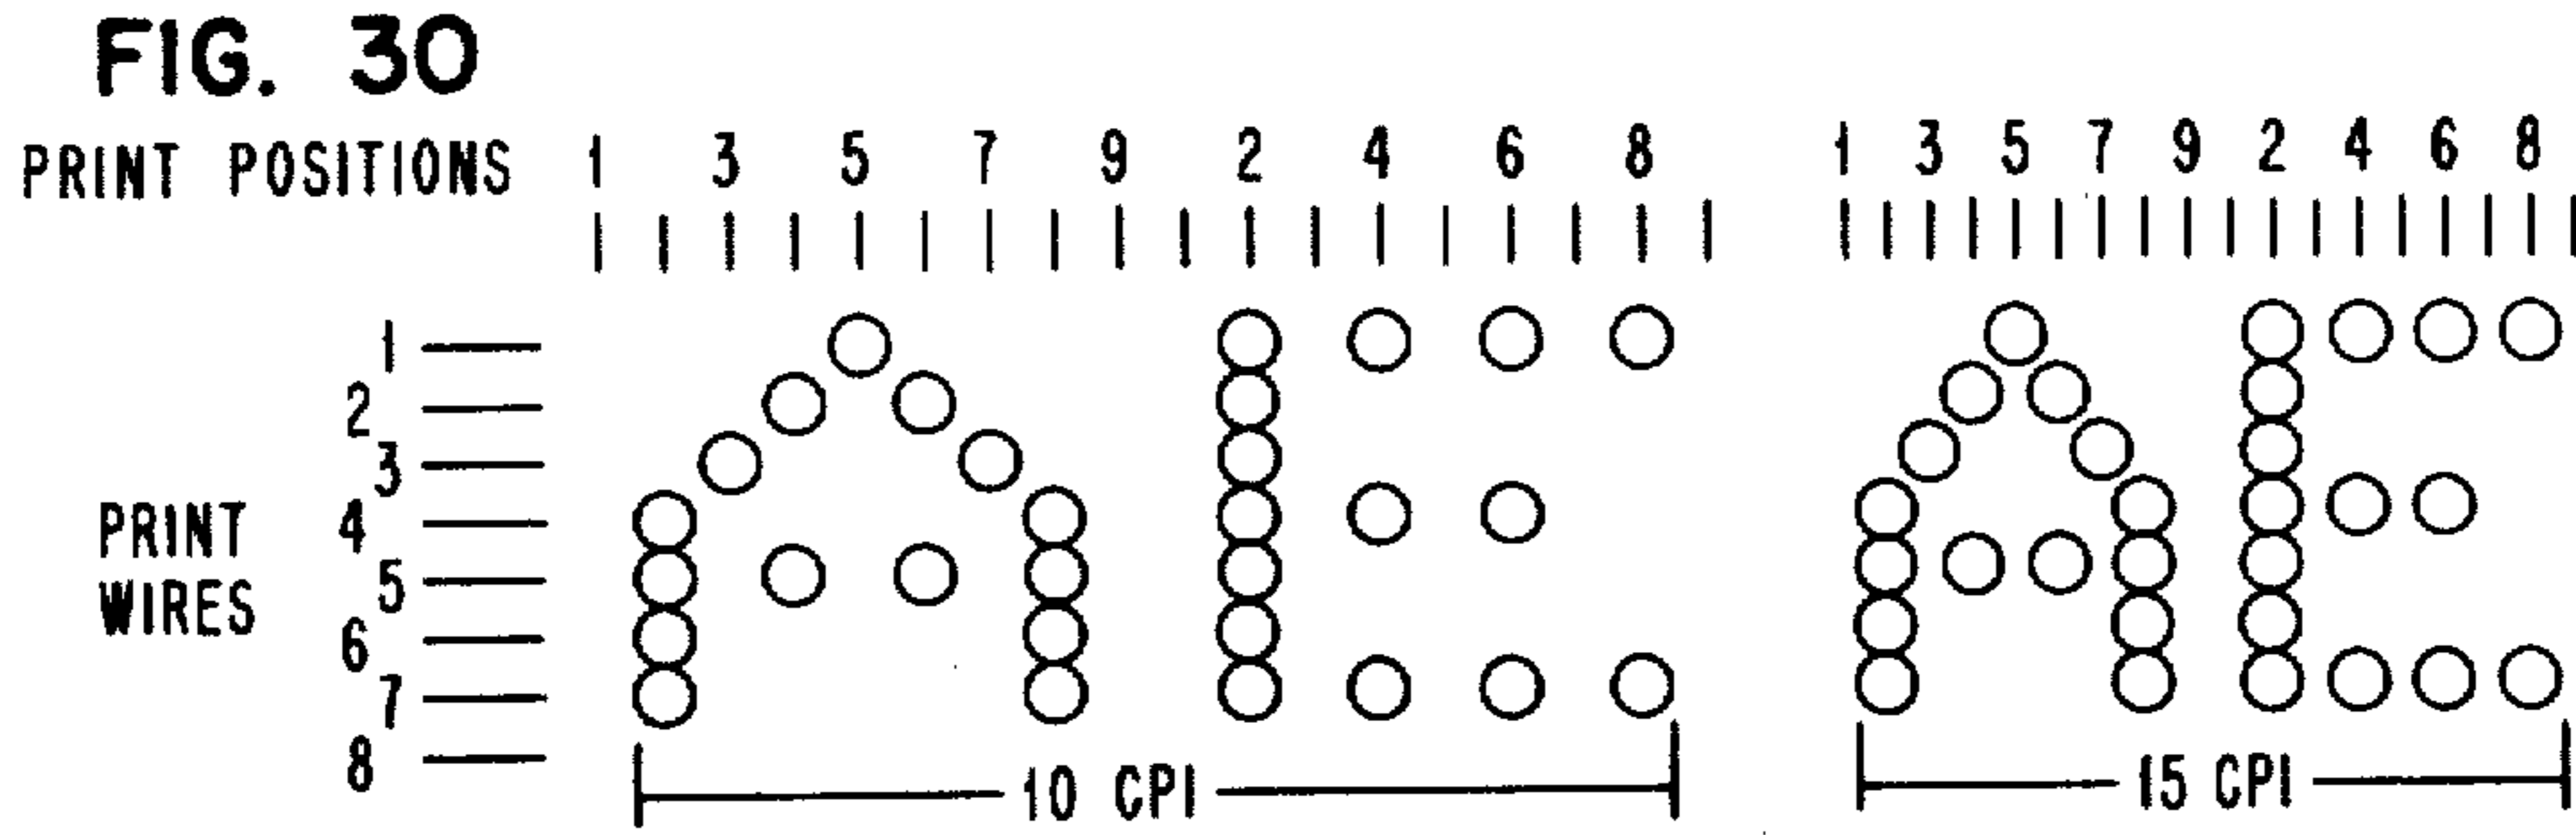 FIG. 30
PRINT POSITIONS 1 3 5 7 9 2 4 6 8 1 3 5 7 9 2 4 6 8
1
2
3
4
5
6
7
8
PRINT
WIRES
10 CPI
15 CPI